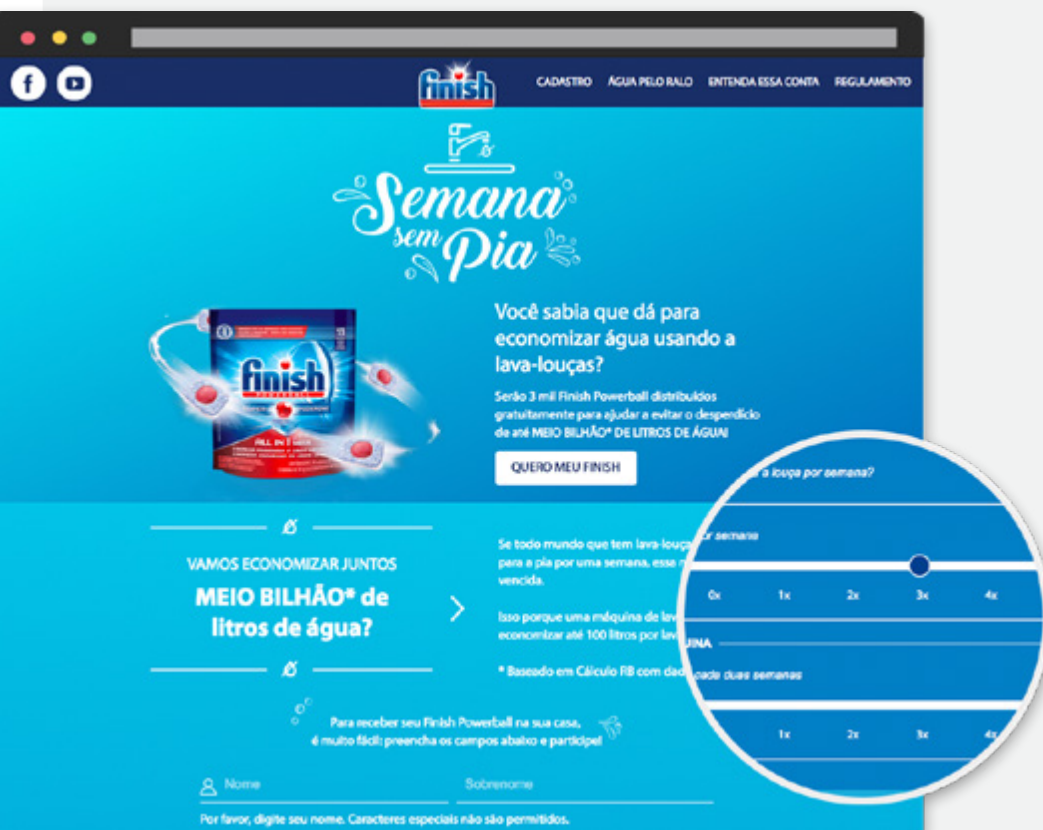 finish
CADASTRO ÁGUA PELO RALO ENTENDA ESSA CONTA REGULAMENTO
Semana
sem Pia
Você sabia que dá para
economizar água usando a
lava-louças?
Serão 3 mil Finish Powerball distribuídos
gratuitamente para ajudar a evitar o desperdício
de até MEIO BILHÃO* DE LITROS DE ÁGUA!
QUERO MEU FINISH
finish
POWERBALL
ALL IN 1
VAMOS ECONOMIZAR JUNTOS
MEIO BILHÃO* de
litros de água?
Se todo mundo que tem lava-louça
para a pia por uma semana, essa
vencida.
Isso porque uma máquina de
economizar até 100 litros por
* Baseado em Cálculo RB com
a louça por semana?
por semana
0x 1x 2x 3x 4x
cada duas semanas
1x 2x 3x 4x
Para receber seu Finish Powerball na sua casa,
é muito fácil: preencha os campos abaixo e participe!
Nome Sobrenome
Por favor, digite seu nome. Caracteres especiais não são permitidos.